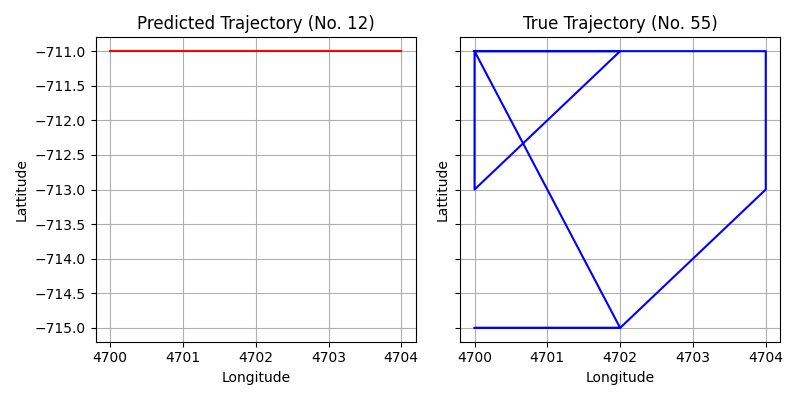 Predicted Trajectory (No. 12)
−711.0
−711.5
−712.0
−712.5
−713.0
−713.5
−714.0
−714.5
−715.0
Lattitude
4700 4701 4702 4703 4704
Longitude
True Trajectory (No. 55)
Lattitude
4700 4701 4702 4703 4704
Longitude